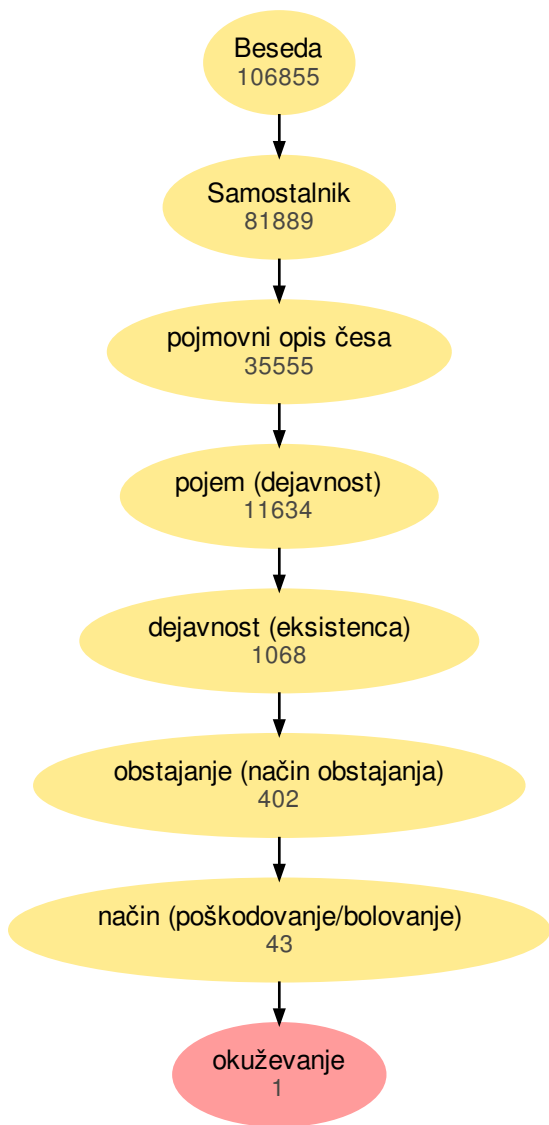 Beseda
106855
Samostalnik
81889
pojmovni opis česa
35555
pojem (dejavnost)
11634
dejavnost (eksistenca)
1068
obstajanje (način obstajanja)
402
način (poškodovanje/bolovanje)
43
okuževanje
1